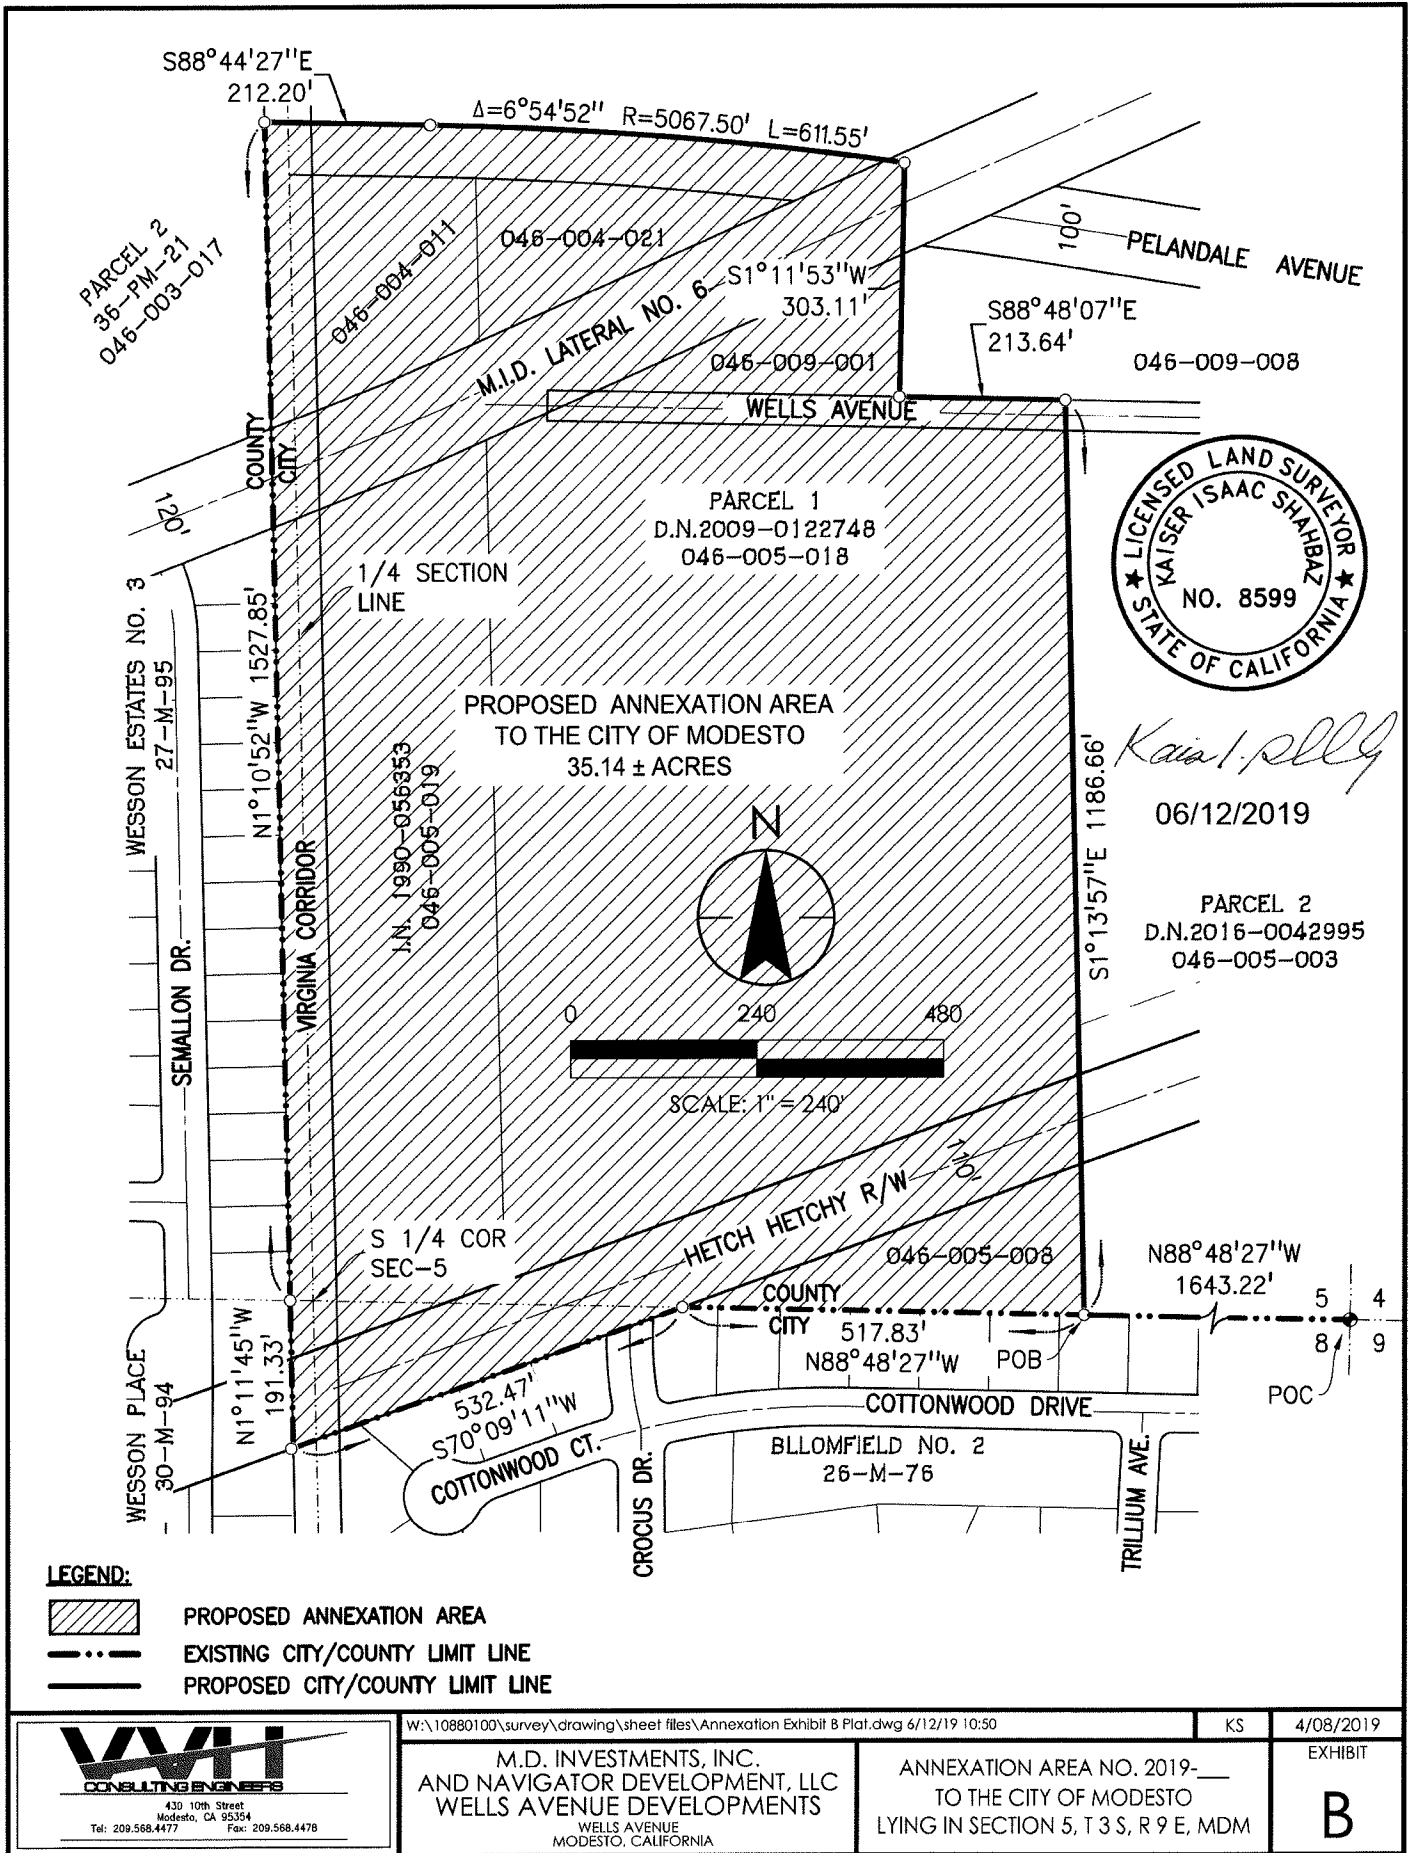 S88°44'27"E
212.20'
Δ=6°54'52" R=5067.50' L=611.55'
PARCEL 2
36-PM-21
046-003-017
046-004-011
046-004-021
100'
PELANDALE AVENUE
M.I.D. LATERAL NO. 6
S1°11'53"W
303.11'
S88°48'07"E
213.64'
046-009-001
046-009-008
WELLS AVENUE
COUNTY
CITY
120'
PARCEL 1
D.N.2009-0122748
046-005-018
LICENSED LAND SURVEYOR
KAISER ISAAC SHAHBAZ
NO. 8599
STATE OF CALIFORNIA
1/4 SECTION
LINE
WESSON ESTATES NO. 3
27-M-95
N1°10'52"W 1527.85'
PROPOSED ANNEXATION AREA
TO THE CITY OF MODESTO
35.14 ± ACRES
I.N. 1990-056353
046-005-019
S1°13'57"E 1186.66'
06/12/2019
N
PARCEL 2
D.N.2016-0042995
046-005-003
VIRGINIA CORRIDOR
SEMALLON DR.
0 240 480
SCALE: 1" = 240'
110'
HETCH HETCHY R/W
S 1/4 COR
SEC-5
046-005-008
N88°48'27"W
1643.22'
COUNTY
CITY
517.83'
N88°48'27"W
POB
5 4
8 9
POC
N1°11'45"W
191.33'
WESSON PLACE
30-M-94
532.47'
S70°09'11"W
COTTONWOOD CT.
COTTONWOOD DRIVE
BLLOMFIELD NO. 2
26-M-76
CROCUS DR.
TRILLIUM AVE.
LEGEND:
PROPOSED ANNEXATION AREA
EXISTING CITY/COUNTY LIMIT LINE
PROPOSED CITY/COUNTY LIMIT LINE
VVH
CONSULTING ENGINEERS
430 10th Street
Modesto, CA 95354
Tel: 209.568.4477 Fax: 209.568.4478
W:\10880100\survey\drawing\sheet files\Annexation Exhibit B Plat.dwg 6/12/19 10:50
KS
4/08/2019
M.D. INVESTMENTS, INC.
AND NAVIGATOR DEVELOPMENT, LLC
WELLS AVENUE DEVELOPMENTS
WELLS AVENUE
MODESTO, CALIFORNIA
ANNEXATION AREA NO. 2019-___
TO THE CITY OF MODESTO
LYING IN SECTION 5, T 3 S, R 9 E, MDM
EXHIBIT
B